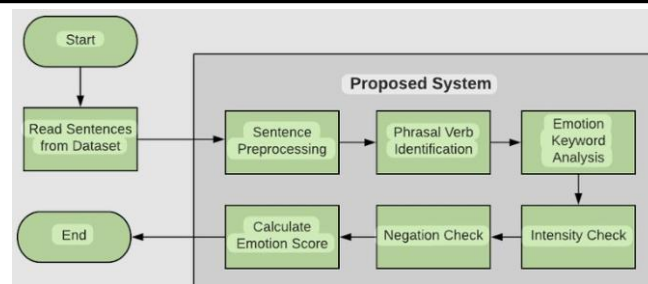 Start
Proposed System
Read Sentences
from Dataset
Sentence
Preprocessing
Phrasal Verb
Identification
Emotion
Keyword
Analysis
Intensity Check
Negation Check
Calculate
Emotion Score
End